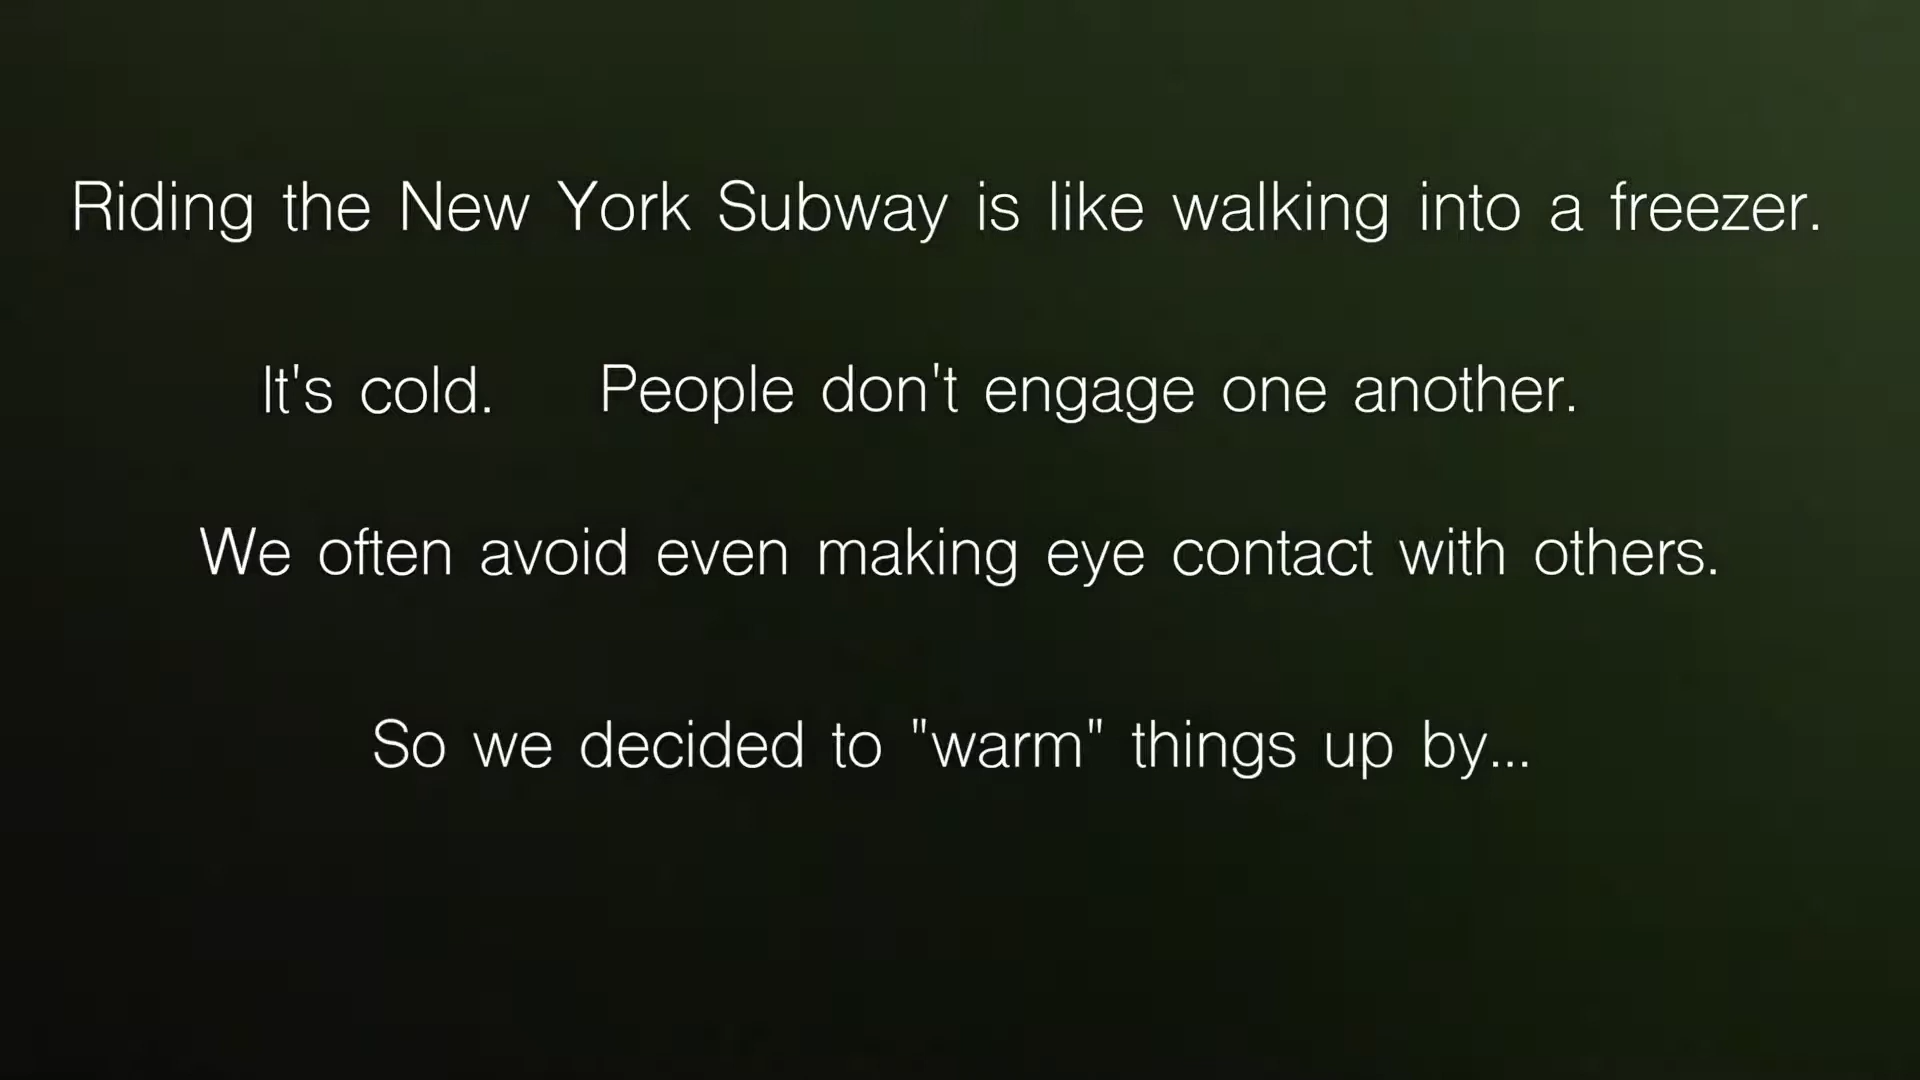 Riding the New York Subway is like walking into a freezer.
It's cold. People don't engage one another.
We often avoid even making eye contact with others.
So we decided to "warm" things up by...